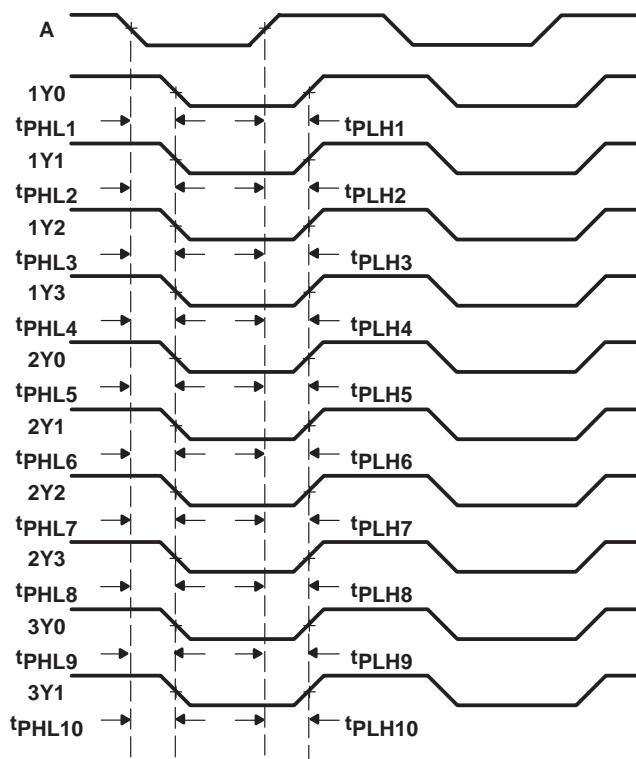 A
1Y0
tPHL1 tPLH1
1Y1
tPHL2 tPLH2
1Y2
tPHL3 tPLH3
1Y3
tPHL4 tPLH4
2Y0
tPHL5 tPLH5
2Y1
tPHL6 tPLH6
2Y2
tPHL7 tPLH7
2Y3
tPHL8 tPLH8
3Y0
tPHL9 tPLH9
3Y1
tPHL10 tPLH10